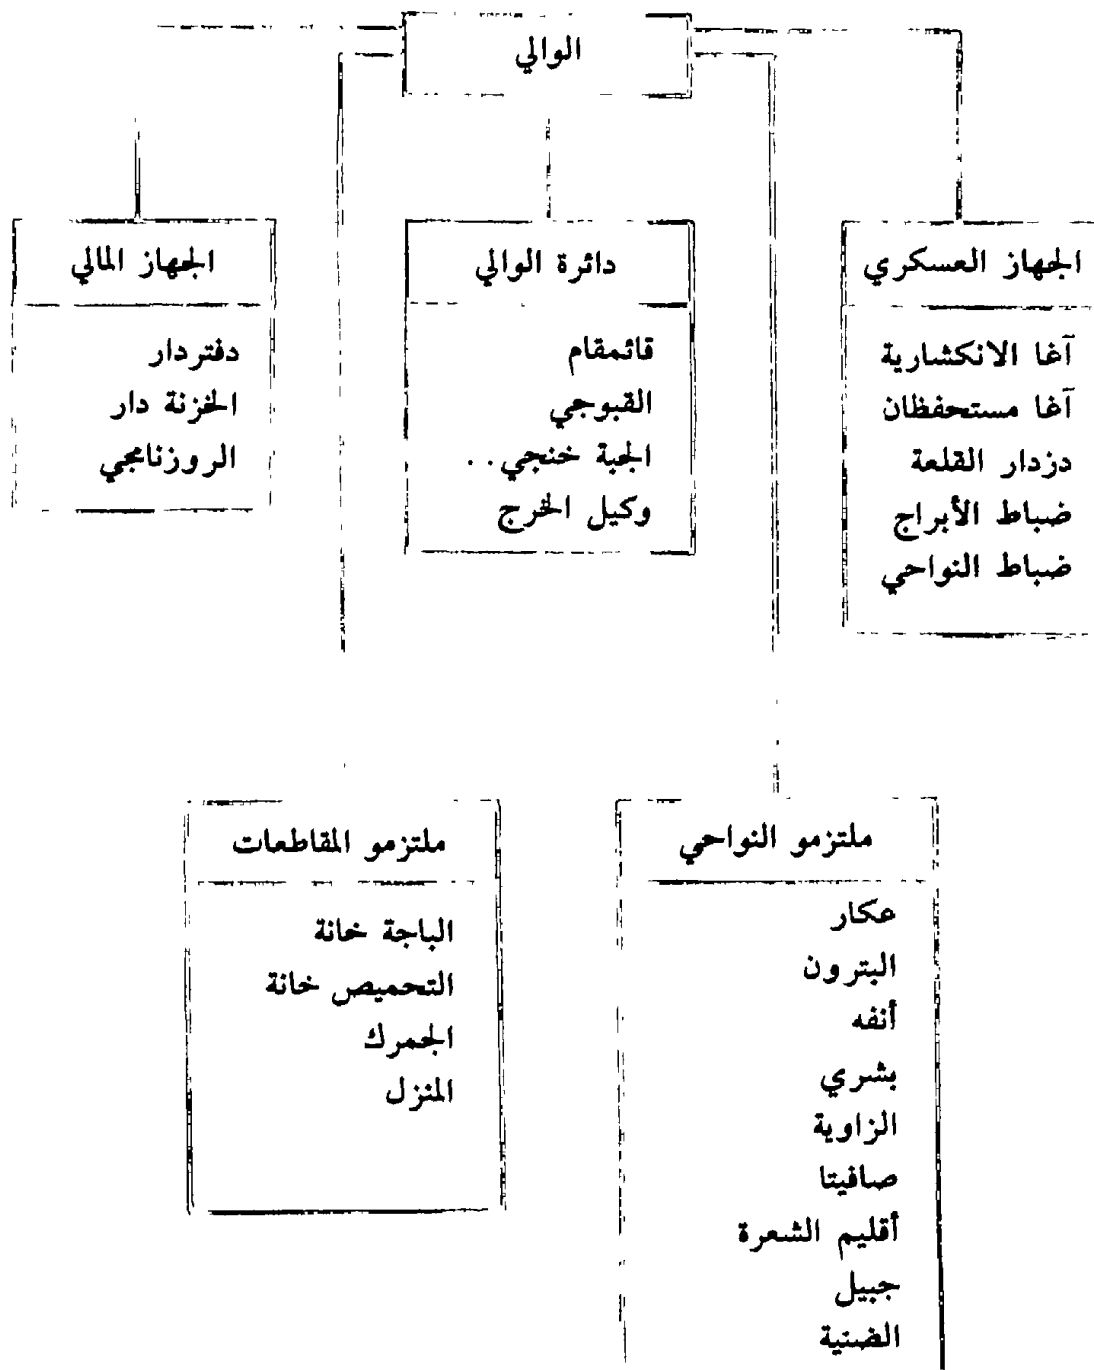 الوالي
الجهاز العسكري
آغا الانكشارية
آغا مستحفظان
دزدار القلعة
ضباط الأبراج
ضباط النواحي
دائرة الوالي
قائمقام
القبوجي
الجبة خنجي..
وكيل الخرج
الجهاز المالي
دفتردار
الخزنة دار
الروزنامجي
ملتزمو النواحي
عكار
البترون
أنفه
بشري
الزاوية
صافيتا
أقليم الشعرة
جبيل
الضنية
ملتزمو المقاطعات
الباجة خانة
التحميص خانة
الجمرك
المنزل